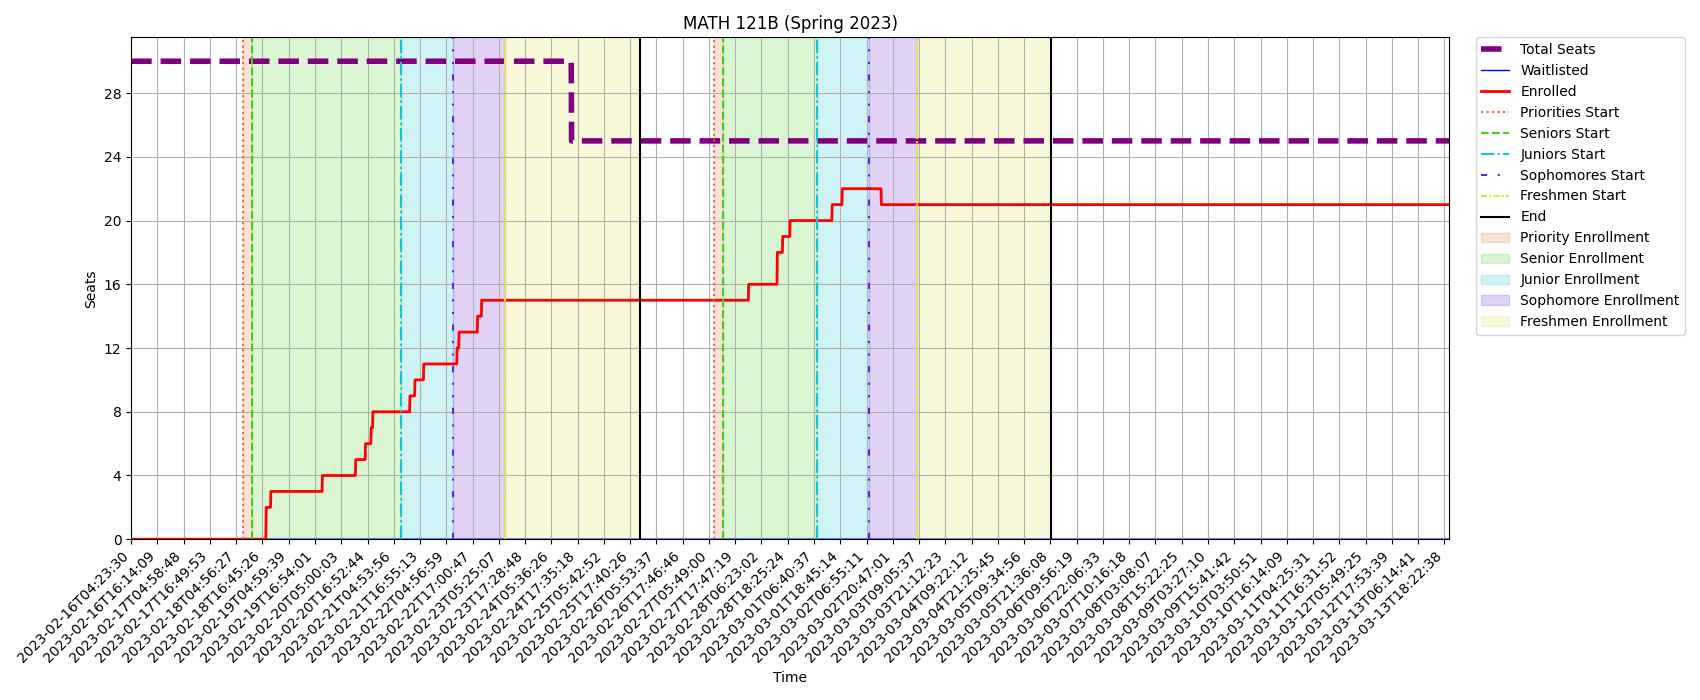 MATH 121B (Spring 2023)
Seats
28
24
20
16
12
8
4
0
2023-02-16T04:23:30
2023-02-16T16:14:09
2023-02-17T04:58:48
2023-02-17T16:49:53
2023-02-18T04:56:27
2023-02-18T16:45:26
2023-02-19T04:59:39
2023-02-19T16:54:01
2023-02-20T05:00:03
2023-02-20T16:52:44
2023-02-21T04:53:56
2023-02-21T16:55:13
2023-02-22T04:56:59
2023-02-22T17:00:47
2023-02-23T05:25:07
2023-02-23T17:28:48
2023-02-24T05:36:26
2023-02-24T17:35:18
2023-02-25T05:42:52
2023-02-25T17:40:26
2023-02-26T05:53:37
2023-02-26T17:46:46
2023-02-27T05:49:00
2023-02-27T17:47:19
2023-02-28T06:23:02
2023-02-28T18:25:24
2023-03-01T06:40:37
2023-03-01T18:45:14
2023-03-02T06:55:11
2023-03-02T20:47:01
2023-03-03T09:05:37
2023-03-03T21:12:23
2023-03-04T09:22:12
2023-03-04T21:25:45
2023-03-05T09:34:56
2023-03-05T21:36:08
2023-03-06T09:56:19
2023-03-06T22:06:33
2023-03-07T10:16:18
2023-03-08T03:08:07
2023-03-08T15:22:25
2023-03-09T03:27:10
2023-03-09T15:41:42
2023-03-10T03:50:51
2023-03-10T16:14:09
2023-03-11T04:25:31
2023-03-11T16:31:52
2023-03-12T05:49:25
2023-03-12T17:53:39
2023-03-13T06:14:41
2023-03-13T18:22:38
Time
Total Seats
Waitlisted
Enrolled
Priorities Start
Seniors Start
Juniors Start
Sophomores Start
Freshmen Start
End
Priority Enrollment
Senior Enrollment
Junior Enrollment
Sophomore Enrollment
Freshmen Enrollment